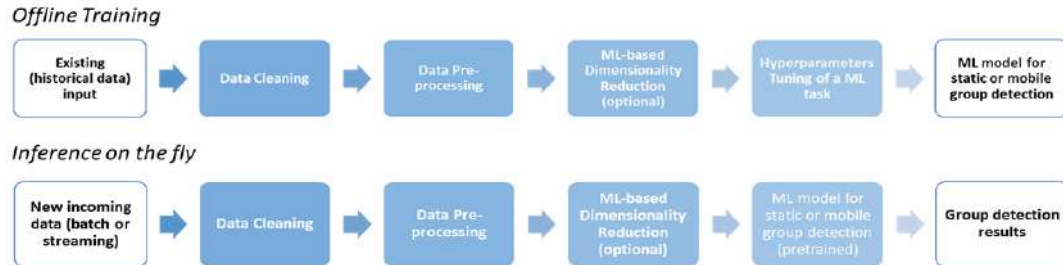 Offline Training
Existing
(historical data)
input
Data Cleaning
Data Pre-
processing
ML-based
Dimensionality
Reduction
(optional)
Hyperparameters
Tuning of a ML
task
ML model for
static or mobile
group detection
Inference on the fly
New incoming
data (batch or
streaming)
Data Cleaning
Data Pre-
processing
ML-based
Dimensionality
Reduction
(optional)
ML model for
static or mobile
group detection
(pretrained)
Group detection
results